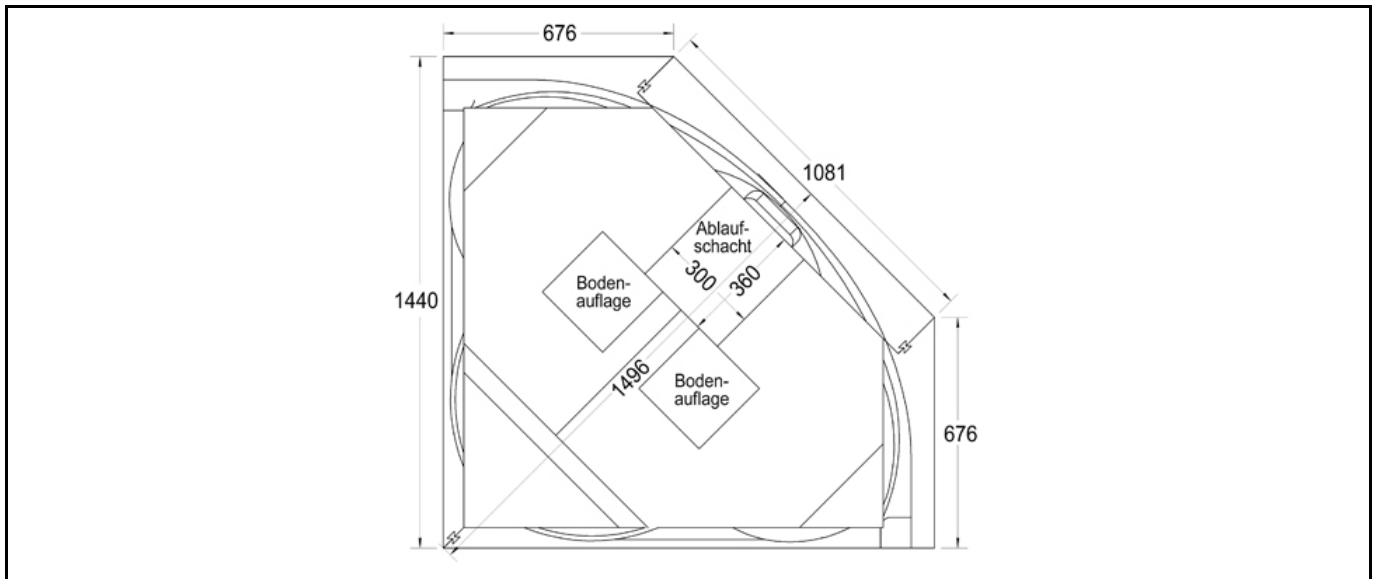 676
1081
Ablauf-
schacht
300
360
Boden-
auflage
1440
1496
Boden-
auflage
676